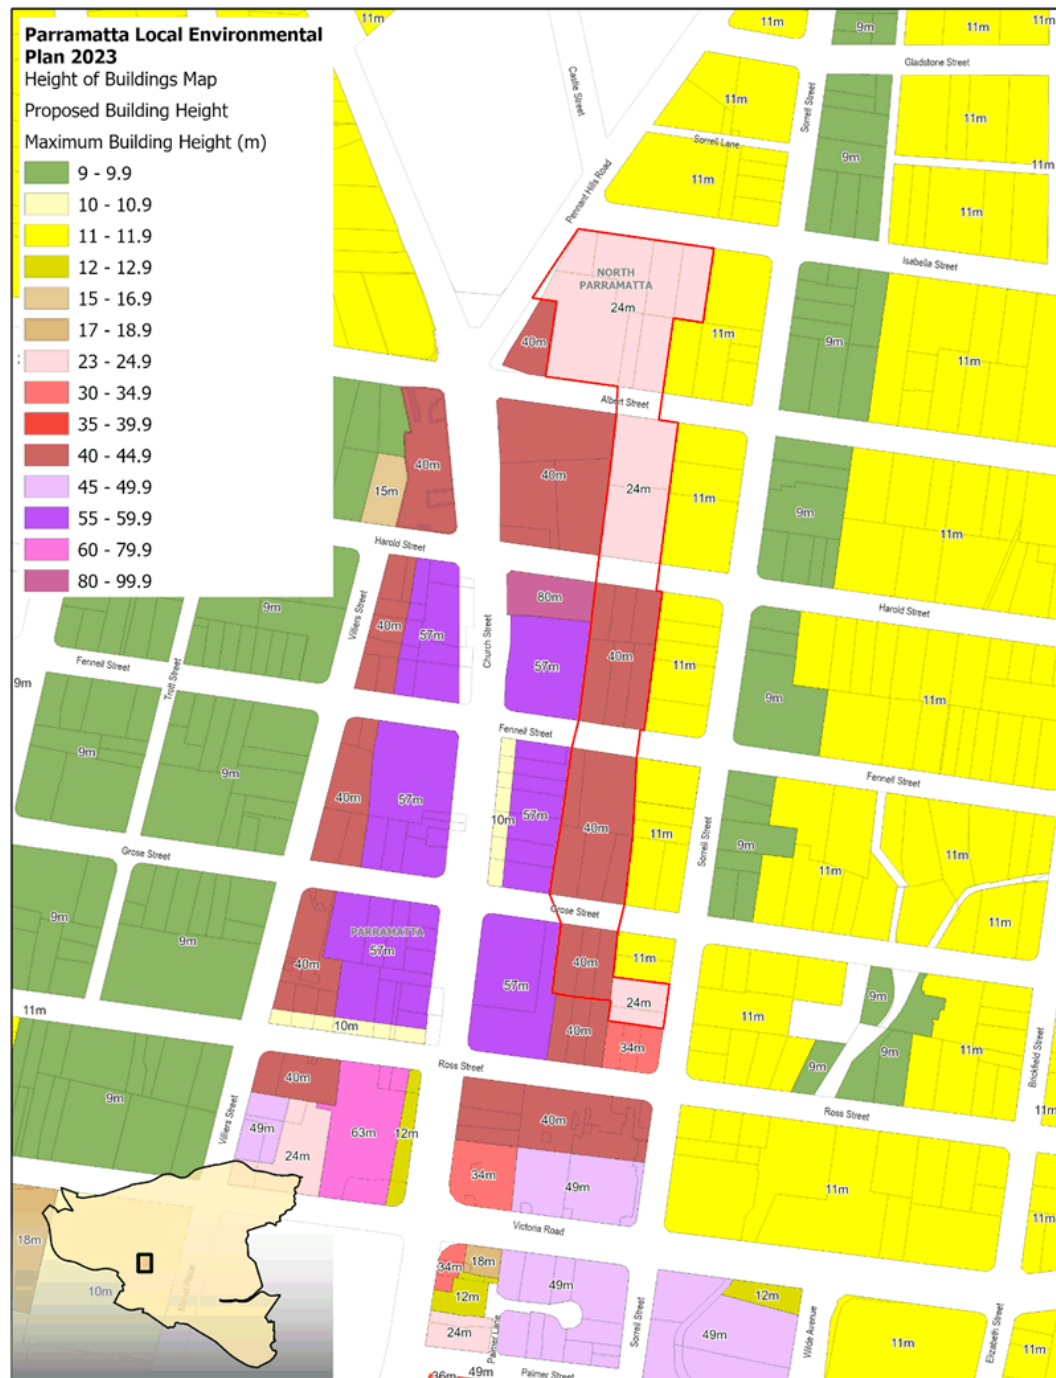 Parramatta Local Environmental
Plan 2023
Height of Buildings Map
Proposed Building Height
Maximum Building Height (m)
9 - 9.9
10 - 10.9
11 - 11.9
12 - 12.9
15 - 16.9
17 - 18.9
23 - 24.9
30 - 34.9
35 - 39.9
40 - 44.9
45 - 49.9
55 - 59.9
60 - 79.9
80 - 99.9
11m
11m
9m
11m
11m
Gladstone Street
Castle Street
Sorrell Street
11m
11m
Sorrell Lane
9m
11m
11m
Pennant Hills Road
11m
Isabella Street
NORTH
PARRAMATTA
24m
40m
11m
9m
11m
Albert Street
40m
15m
40m
24m
11m
9m
11m
Harold Street
Harold Street
9m
Villiers Street
40m
57m
Church Street
80m
57m
40m
11m
9m
11m
Fennell Street
Trott Street
9m
Fennell Street
Fennell Street
9m
9m
40m
57m
10m
57m
40m
11m
Sorrell Street
9m
11m
11m
11m
Grose Street
Grose Street
9m
9m
40m
PARRAMATTA
57m
57m
40m
11m
24m
11m
9m
11m
9m
9m
11m
10m
40m
34m
Brickfield Street
Ross Street
Ross Street
9m
Villiers Street
40m
49m
24m
63m
12m
40m
34m
49m
11m
11m
11m
Victoria Road
18m
10m
34m
18m
12m
24m
Palmer Lane
49m
Sorrell Street
49m
12m
Wilde Avenue
11m
Elizabeth Street
11m
36m
49m
Palmer Street